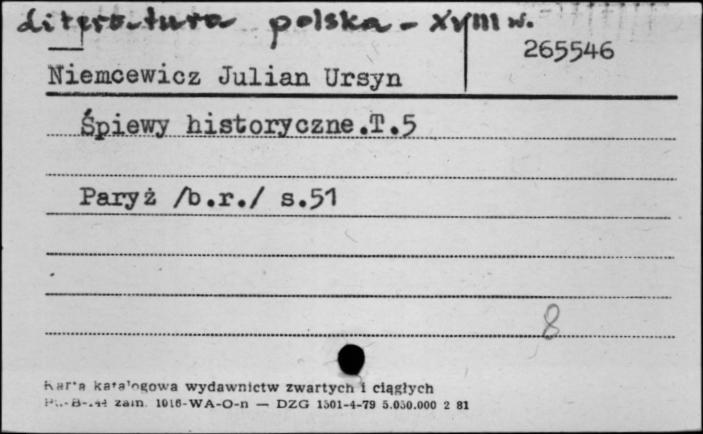 Literatura polska - XVIII w.
265546
Niemcewicz Julian Ursyn
Śpiewy historyczne.T.5
Paryż /b.r./ s.51
8
Karta katalogowa wydawnictw zwartych i ciągłych
zam. 1016-WA-O-n — DZG 1501-4-79 5.050.000 2 81